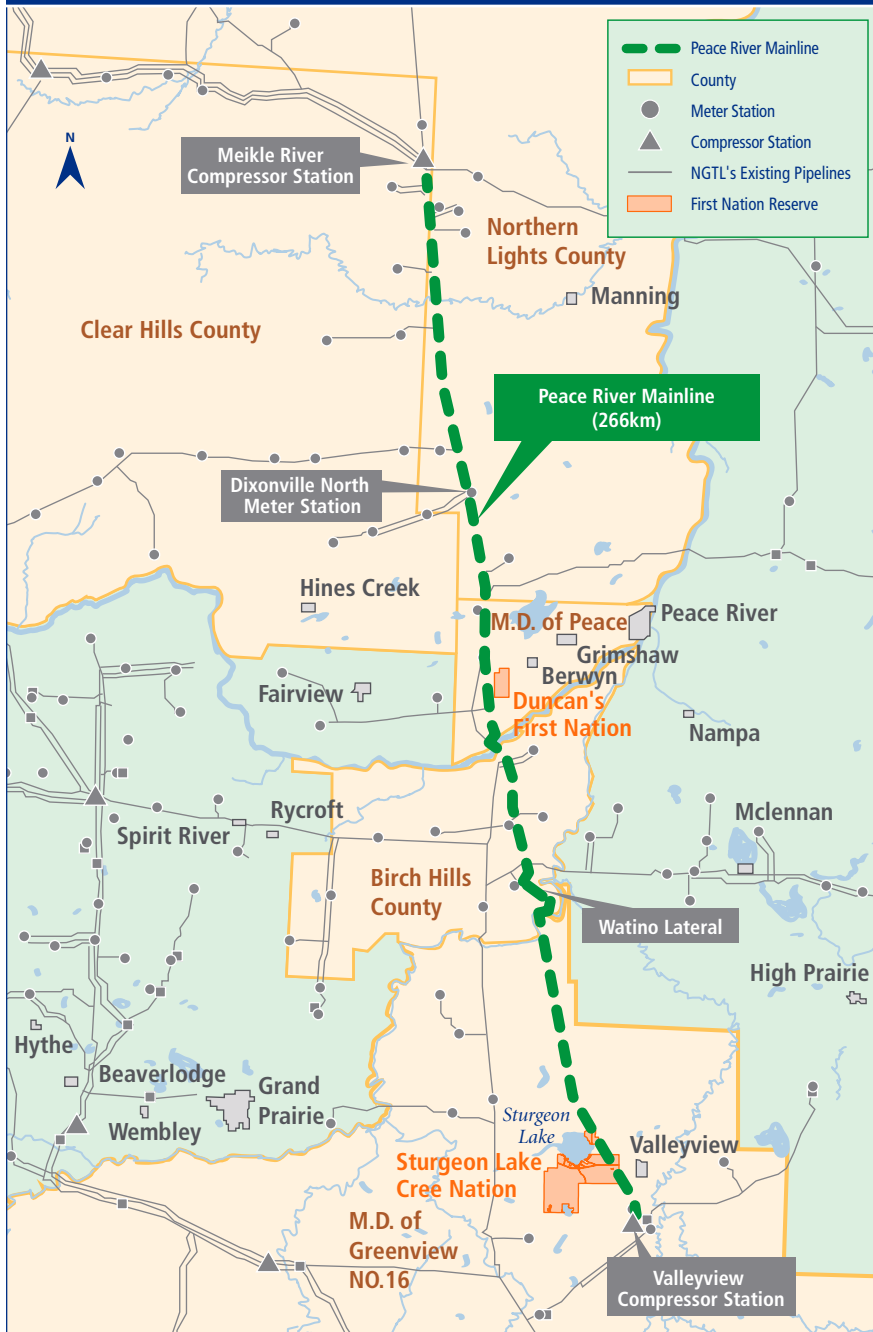 Peace River Mainline
County
Meter Station
Compressor Station
NGTL's Existing Pipelines
First Nation Reserve
N
Meikle River
Compressor Station
Northern
Lights County
Manning
Clear Hills County
Peace River Mainline
(266km)
Dixonville North
Meter Station
Hines Creek
M.D. of Peace
Peace River
Grimshaw
Berwyn
Fairview
Duncan's
First Nation
Nampa
Rycroft
Spirit River
Mclennan
Birch Hills
County
Watino Lateral
High Prairie
Hythe
Beaverlodge
Grand
Prairie
Wembley
Sturgeon
Lake
Valleyview
Sturgeon Lake
Cree Nation
M.D. of
Greenview
NO.16
Valleyview
Compressor Station